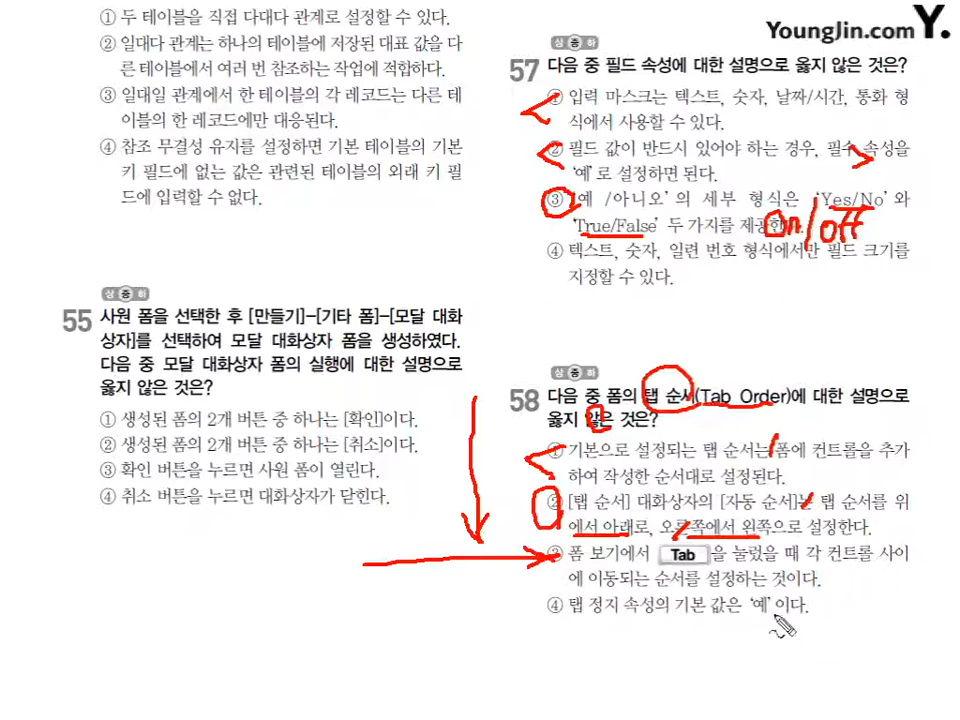 ① 두 테이블을 직접 다대다 관계로 설정할 수 있다.
② 일대다 관계는 하나의 테이블에 저장된 대표 값을 다
른 테이블에서 여러 번 참조하는 작업에 적합하다.
③ 일대일 관계에서 한 테이블의 각 레코드는 다른 테
이블의 한 레코드에만 대응된다.
④ 참조 무결성 유지를 설정하면 기본 테이블의 기본
키 필드에 없는 값은 관련된 테이블의 외래 키 필
드에 입력할 수 없다.
상 중 하
55 사원 폼을 선택한 후 [만들기]-[기타 폼]-[모달 대화
상자]를 선택하여 모달 대화상자 폼을 생성하였다.
다음 중 모달 대화상자 폼의 실행에 대한 설명으로
옳지 않은 것은?
① 생성된 폼의 2개 버튼 중 하나는 [확인]이다.
② 생성된 폼의 2개 버튼 중 하나는 [취소]이다.
③ 확인 버튼을 누르면 사원 폼이 열린다.
④ 취소 버튼을 누르면 대화상자가 닫힌다.
YoungJin.com Y.
상 중 하
57 다음 중 필드 속성에 대한 설명으로 옳지 않은 것은?
① 입력 마스크는 텍스트, 숫자, 날짜/시간, 통화 형
식에서 사용할 수 있다.
② 필드 값이 반드시 있어야 하는 경우, 필수 속성을
‘예’로 설정하면 된다.
③ ‘예/아니오’의 세부 형식은 ‘Yes/No’와
‘True/False’ 두 가지를 제공한다.
On/off
④ 텍스트, 숫자, 일련 번호 형식에서만 필드 크기를
지정할 수 있다.
상 중 하
58 다음 중 폼의 탭 순서(Tab Order)에 대한 설명으로
옳지 않은 것은?
① 기본으로 설정되는 탭 순서는 폼에 컨트롤을 추가
하여 작성한 순서대로 설정된다.
② [탭 순서] 대화상자의 [자동 순서]는 탭 순서를 위
에서 아래로, 오른쪽에서 왼쪽으로 설정한다.
③ 폼 보기에서 Tab 을 눌렀을 때 각 컨트롤 사이
에 이동되는 순서를 설정하는 것이다.
④ 탭 정지 속성의 기본 값은 ‘예’이다.